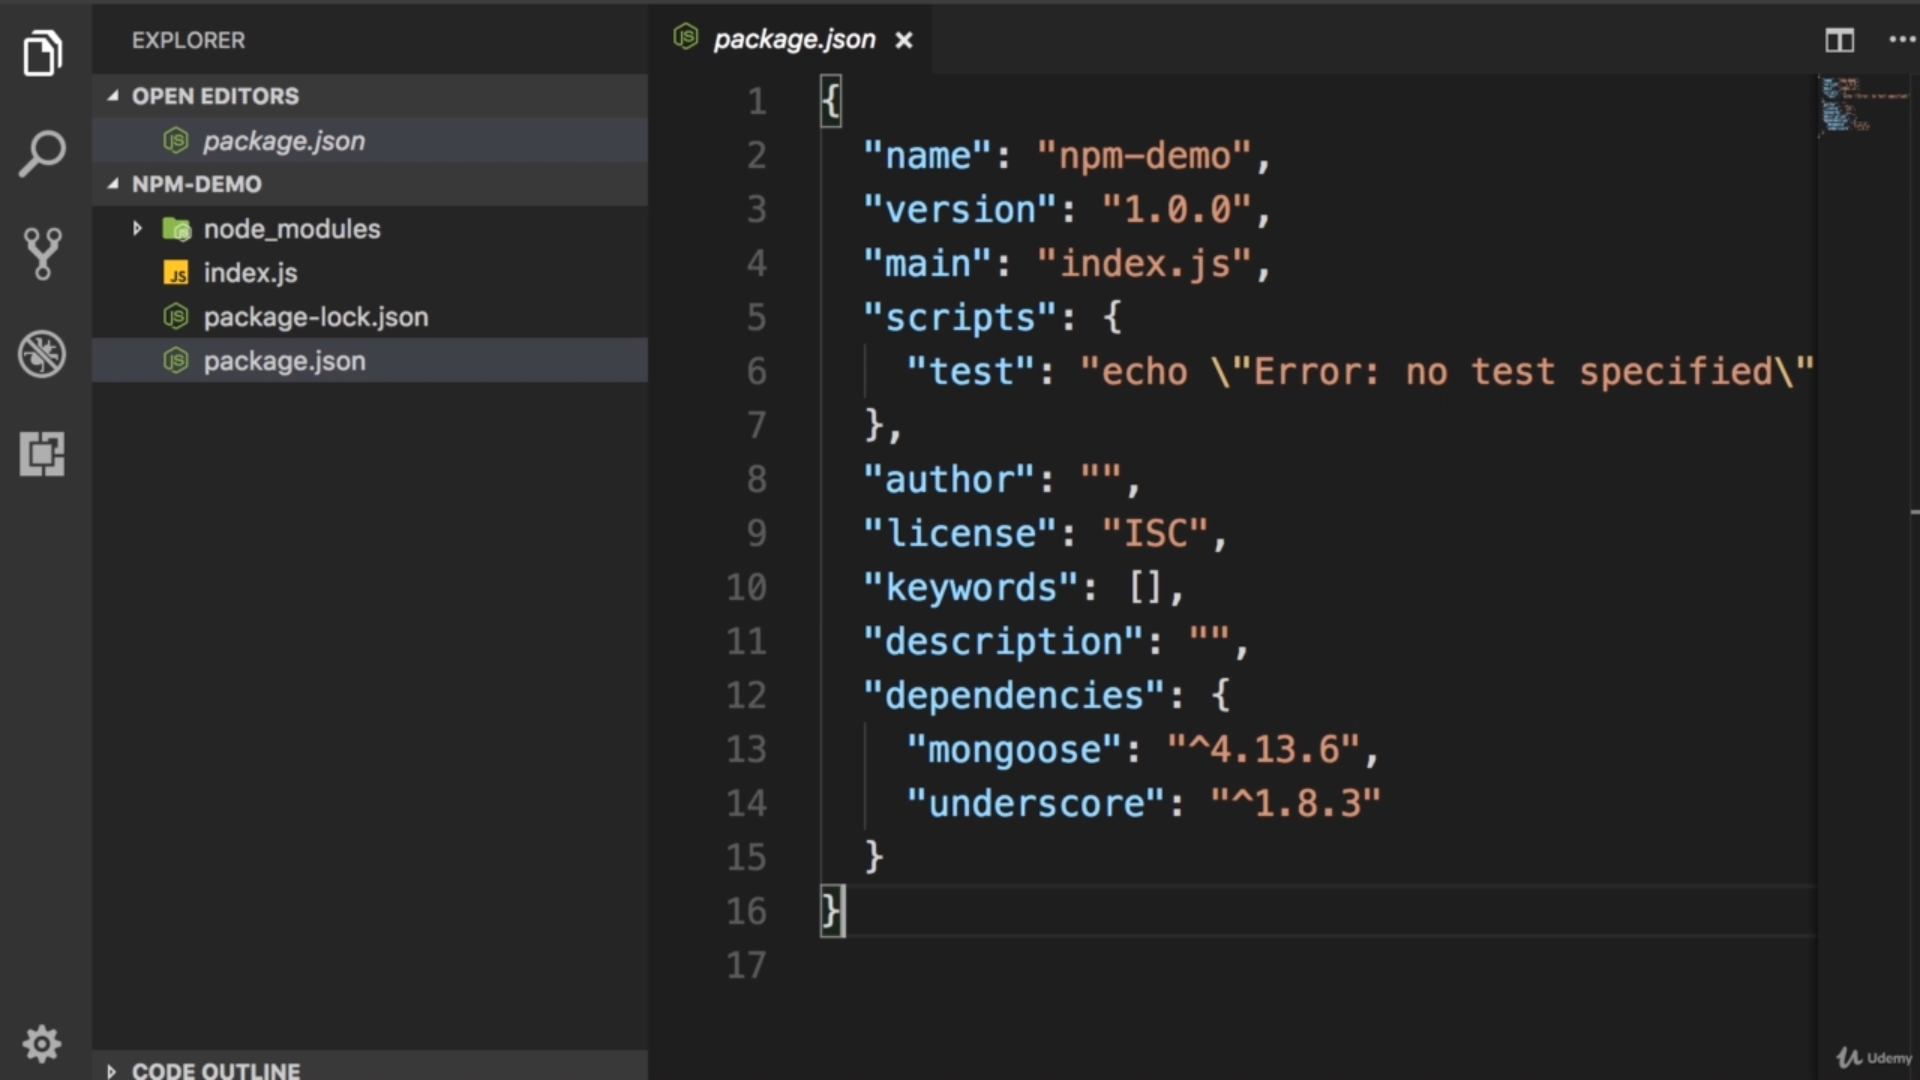 EXPLORER
OPEN EDITORS
package.json
NPM-DEMO
node_modules
index.js
package-lock.json
package.json
CODE OUTLINE
package.json
1 {
2 "name": "npm-demo",
3 "version": "1.0.0",
4 "main": "index.js",
5 "scripts": {
6 "test": "echo \"Error: no test specified\"
7 },
8 "author": "",
9 "license": "ISC",
10 "keywords": [],
11 "description": "",
12 "dependencies": {
13 "mongoose": "^4.13.6",
14 "underscore": "^1.8.3"
15 }
16 }
17
Udemy